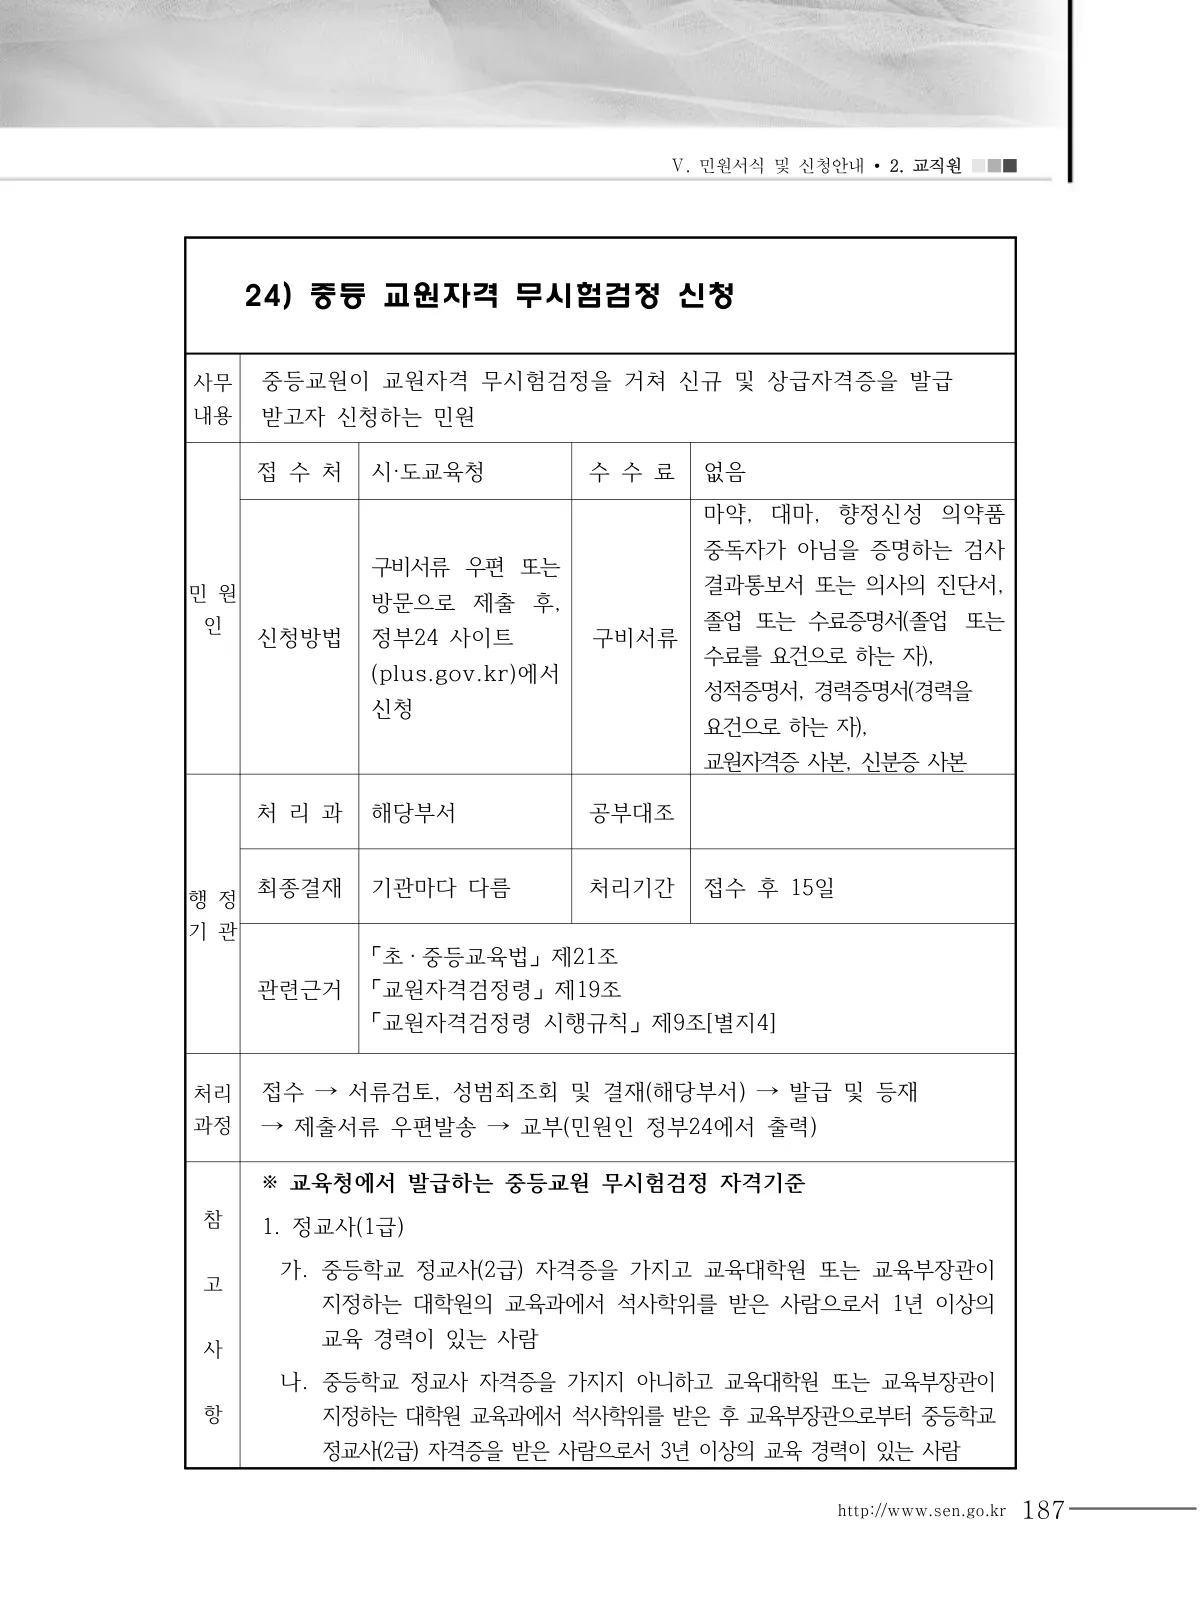 Ⅴ. 민원서식 및 신청안내 • 2. 교직원
24) 중등 교원자격 무시험검정 신청
사무
내용
중등교원이 교원자격 무시험검정을 거쳐 신규 및 상급자격증을 발급
받고자 신청하는 민원
민 원
인
접 수 처
시·도교육청
수 수 료
없음
신청방법
구비서류 우편 또는
방문으로 제출 후,
정부24 사이트
(plus.gov.kr)에서
신청
구비서류
마약, 대마, 향정신성 의약품
중독자가 아님을 증명하는 검사
결과통보서 또는 의사의 진단서,
졸업 또는 수료증명서(졸업 또는
수료를 요건으로 하는 자),
성적증명서, 경력증명서(경력을
요건으로 하는 자),
교원자격증 사본, 신분증 사본
행 정
기 관
처 리 과
해당부서
공부대조
최종결재
기관마다 다름
처리기간
접수 후 15일
관련근거
「초·중등교육법」제21조
「교원자격검정령」제19조
「교원자격검정령 시행규칙」제9조[별지4]
처리
과정
접수 → 서류검토, 성범죄조회 및 결재(해당부서) → 발급 및 등재
→ 제출서류 우편발송 → 교부(민원인 정부24에서 출력)
참
고
사
항
※ 교육청에서 발급하는 중등교원 무시험검정 자격기준
1. 정교사(1급)
가. 중등학교 정교사(2급) 자격증을 가지고 교육대학원 또는 교육부장관이
지정하는 대학원의 교육과에서 석사학위를 받은 사람으로서 1년 이상의
교육 경력이 있는 사람
나. 중등학교 정교사 자격증을 가지지 아니하고 교육대학원 또는 교육부장관이
지정하는 대학원 교육과에서 석사학위를 받은 후 교육부장관으로부터 중등학교
정교사(2급) 자격증을 받은 사람으로서 3년 이상의 교육 경력이 있는 사람
http://www.sen.go.kr 187